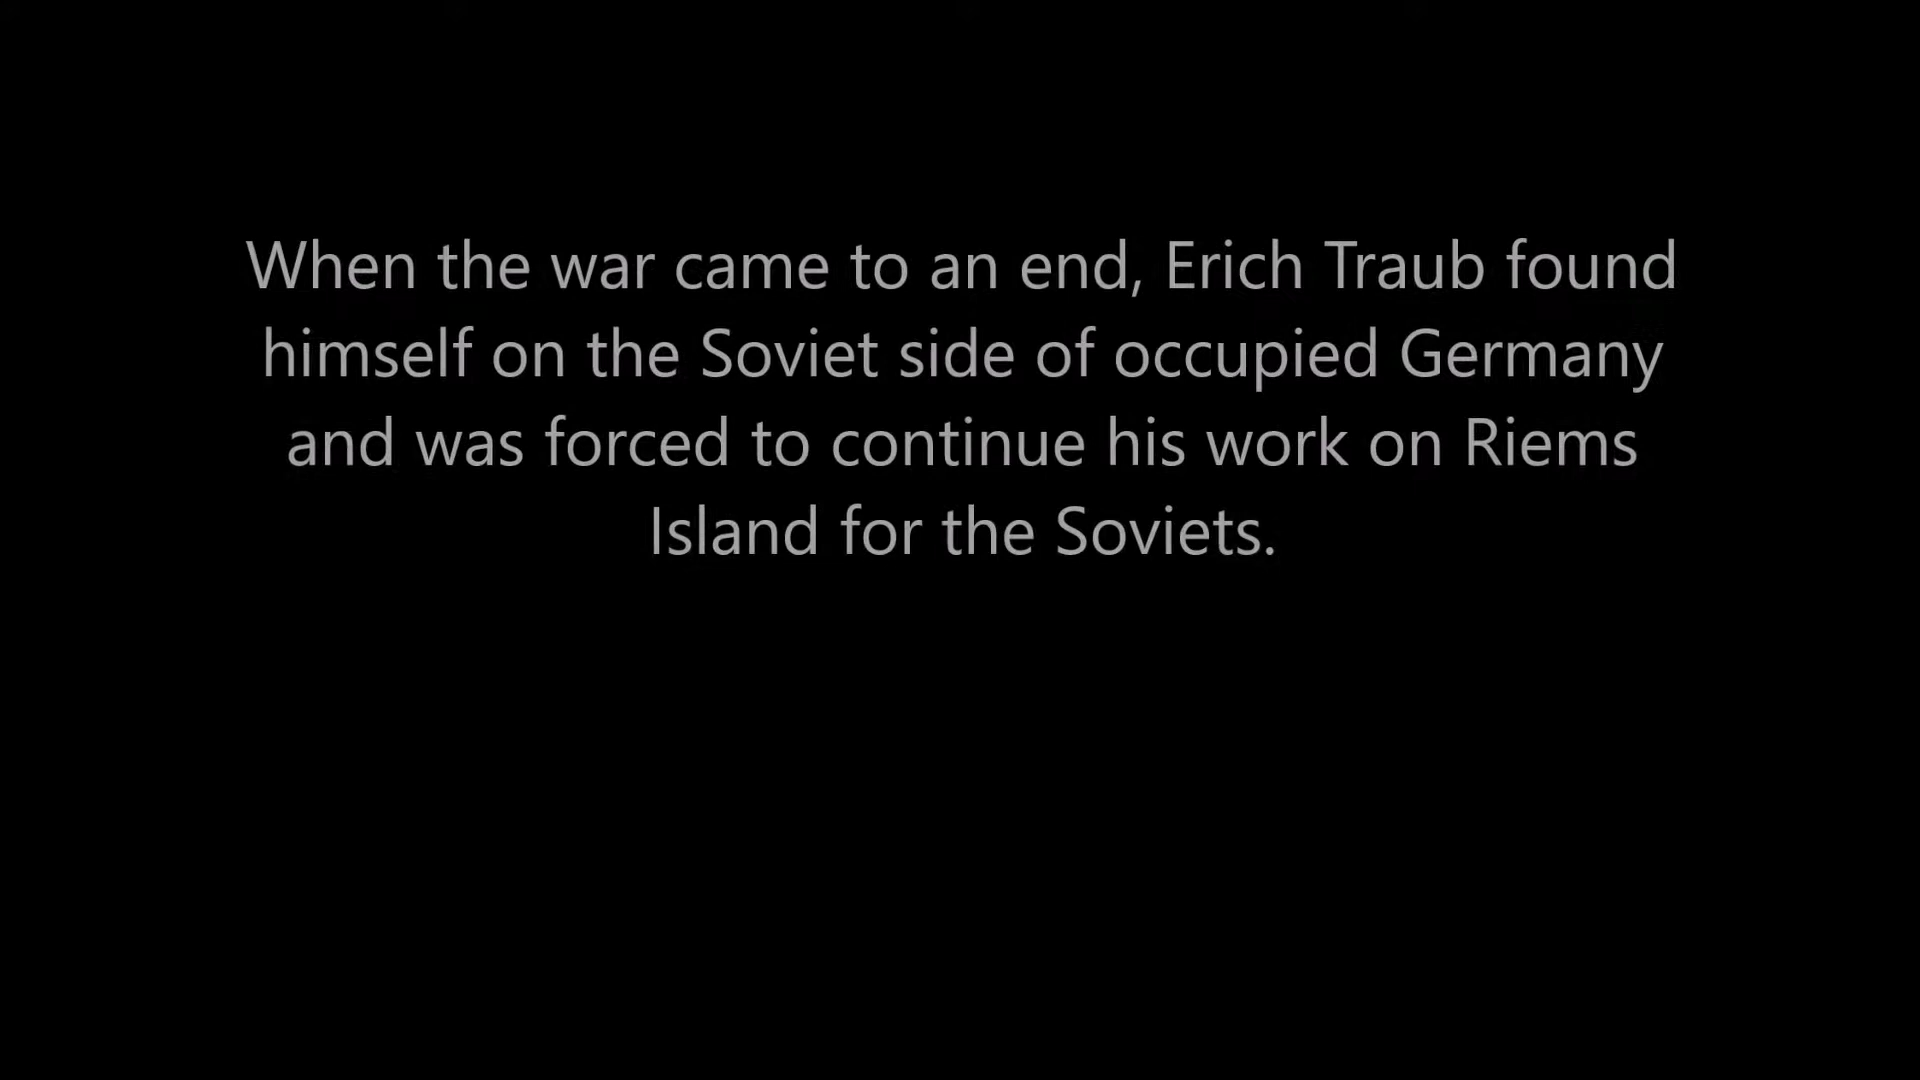 When the war came to an end, Erich Traub found
himself on the Soviet side of occupied Germany
and was forced to continue his work on Riems
Island for the Soviets.